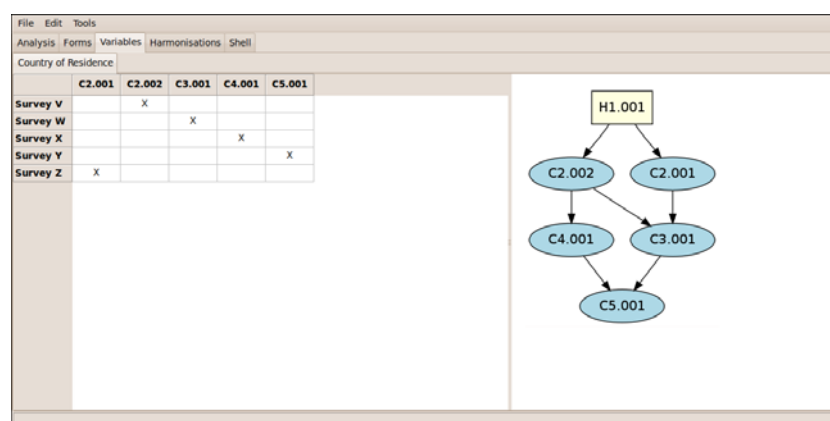 File Edit Tools
Analysis Forms Variables Harmonisations Shell
Country of Residence
C2.001 C2.002 C3.001 C4.001 C5.001
Survey V X
Survey W X
Survey X X
Survey Y X
Survey Z X
H1.001
C2.002 C2.001
C4.001 C3.001
C5.001